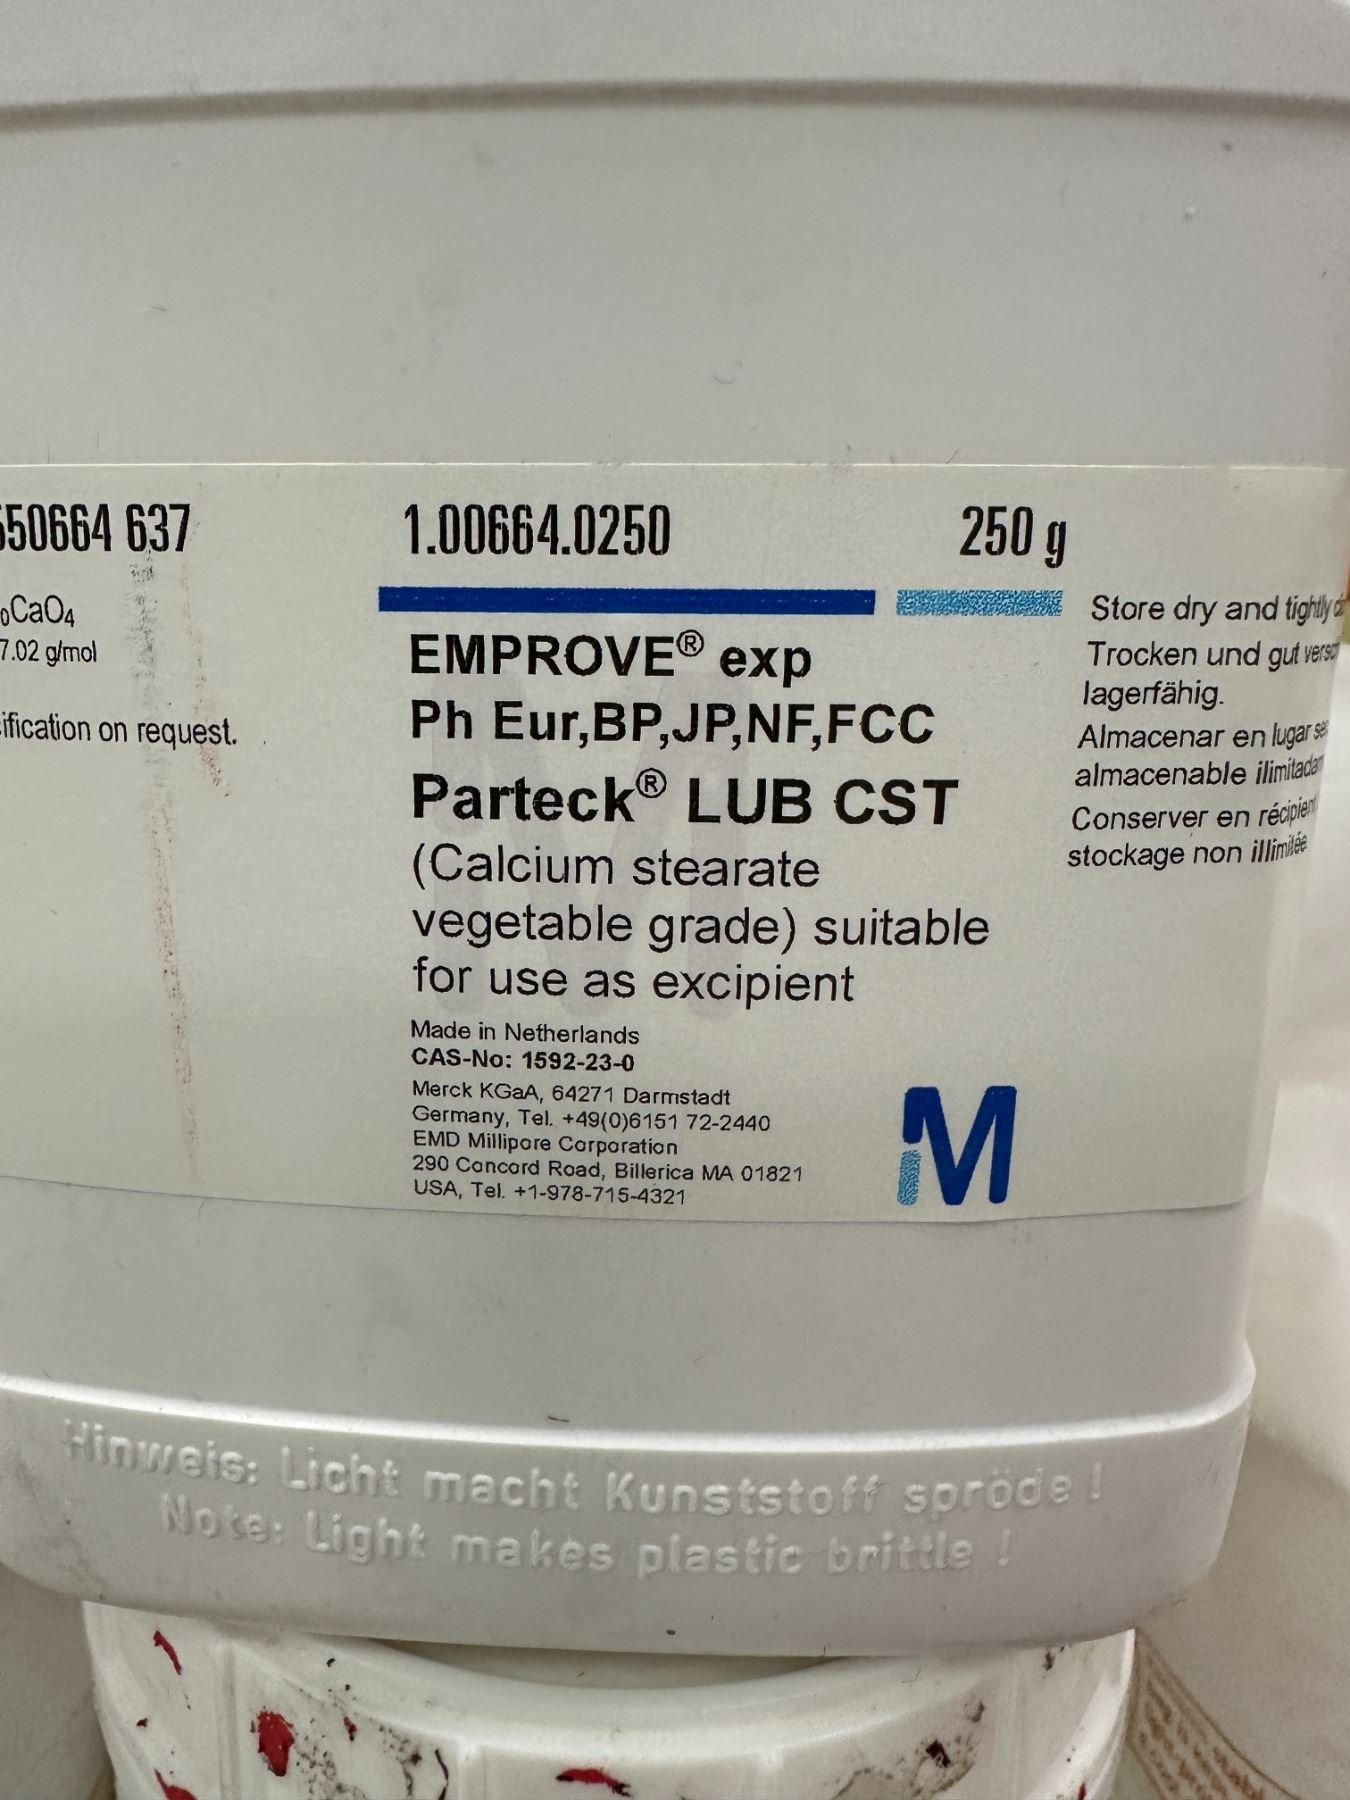 50664 637
1.00664.0250
250 g
CaO4
7.02 g/mol
ification on request.
EMPROVE® exp
Ph Eur,BP,JP,NF,FCC
Parteck® LUB CST
(Calcium stearate
vegetable grade) suitable
for use as excipient
Made in Netherlands
CAS-No: 1592-23-0
Merck KGaA, 64271 Darmstadt
Germany, Tel. +49(0)6151 72-2440
EMD Millipore Corporation
290 Concord Road, Billerica MA 01821
USA, Tel. +1-978-715-4321
M
Store dry and tightly
Trocken und gut
lagerfähig.
Almacenar en lugar
almacenable
Conserver en
stockage non illimitée
Hinweis: Licht macht Kunststoff spröde !
Note: Light makes plastic brittle !